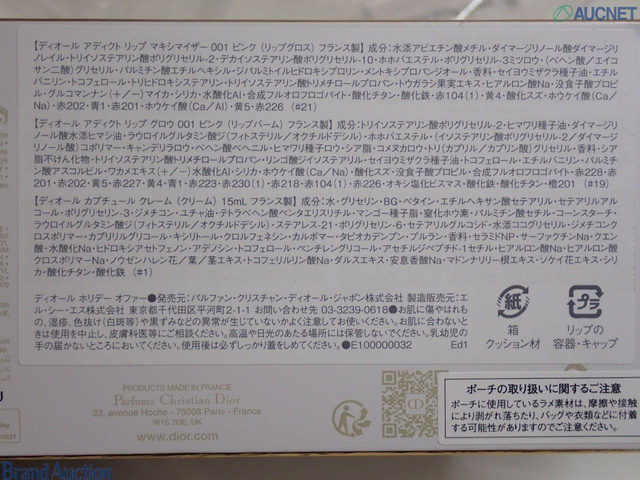 AUCNET
【ディオール アディクト リップ マキシマイザー 001 ピンク (リップグロス) フランス製】成分:水添アビエチン酸メチル・ダイマージリノール酸ダイマージリ
ノレイル・トリイソステアリン酸ポリグリセリル-2・デカイソステアリン酸ポリグリセリル-10・ホホバエステル・ポリグリセリル-3ミツロウ・(ベヘン酸/エイコ
サン二酸)グリセリル・パルミチン酸エチルヘキシル・ジパルミトイルヒドロキシプロリン・メントキシプロパンジオール・香料・セイヨウミザクラ種子油・エチル
バニリン・トコフェロール・トリヒドロキシステアリン・トリイソステアリン酸トリメチロールプロパン・トウガラシ果実エキス・ヒアルロン酸Na・没食子酸プロピ
ル・グルコマンナン・(+/-)マイカ・シリカ・水酸化Al・合成フルオロフロゴパイト・酸化チタン・酸化鉄・赤104(1)・黄4・酸化スズ・ホウケイ酸(Ca/
Na)・赤202・青1・赤201・ホウケイ酸(Ca/Al)・黄5・赤226 (#21)
【ディオール アディクト リップ グロウ 001 ピンク (リップバーム) フランス製】成分:トリイソステアリン酸ポリグリセリル-2・ヒマワリ種子油・ダイマージリ
ノール酸水添ヒマシ油・ラウロイルグルタミン酸ジ(フィトステリル/オクチルドデシル)・ホホバエステル・(イソステアリン酸ポリグリセリル-2/ダイマージリ
ノール酸)コポリマー・キャンデリラロウ・ベヘン酸ベヘニル・ヒマワリ種子ロウ・シア脂・コメヌカロウ・トリ(カプリル/カプリン酸)グリセリル・香料・シア
脂不けん化物・トリイソステアリン酸トリメチロールプロパン・リンゴ酸ジイソステアリル・セイヨウミザクラ種子油・トコフェロール・エチルバニリン・パルミチ
ン酸アスコルビル・ワカメエキス・(+/-)水酸化Al・シリカ・ホウケイ酸(Ca/Na)・酸化スズ・没食子酸プロピル・合成フルオロフロゴパイト・赤228・赤
201・赤202・黄5・赤227・黄4・青1・赤223・赤230(1)・赤218・赤104(1)・赤226・オキシ塩化ビスマス・酸化チタン・酸化鉄・橙201 (#19)
【ディオール カプチュール クレーム (クリーム) 15mL フランス製】成分:水・グリセリン・BG・ベタイン・エチルヘキサン酸セテアリル・セテアリルアル
コール・ポリグリセリン-3・ジメチコン・ユチャ油・テトラベヘン酸ペンタエリスリチル・マンゴー種子脂・窒化ホウ素・パルミチン酸セチル・コーンスターチ・
ラウロイルグルタミン酸ジ(フィトステリル/オクチルドデシル)・ステアレス-21・ポリグリセリン-6・セテアリルグルコシド・水添ココグリセリル・ジメチコンク
ロスポリマー・カプリリルグリコール・キシリトール・クロルフェネシン・カルボマー・タピオカデンプン・プルラン・香料・セラミドNP・サーファクチンNa・クエン
酸・水酸化Na・ヒドロキシアセトフェノン・アデノシン・トコフェロール・ペンチレングリコール・アセチルジペプチド-1セチル・ヒアルロン酸Na・ヒアルロン酸
クロスポリマーNa・ノウゼンハレン花/葉/茎エキス・トコフェリルリン酸Na・ダルスエキス・安息香酸Na・マドンナリリー根エキス・ソケイ花エキス・シ
リカ・酸化チタン・酸化鉄 (#1)
ディオール ホリデー オファー●発売元:パルファン・クリスチャン・ディオール・ジャポン株式会社 製造販売元:エ
ル・シー・エス株式会社 東京都千代田区平河町2-1-1 お問い合わせ先 03-3239-0618●お肌に傷やはれも
の、湿疹、色抜け(白斑等)や黒ずみなどの異常が生じていないかよく注意してお使いください。お肌に合わないと
きは使用を中止し、皮膚科医等にご相談ください。高温や日光のあたる所には保管しないでください。乳幼児の
手の届かないところにおいてください。使用後は必ずしっかり蓋をしめてください。●E100000032 Ed1
紙
箱
クッション材
プラ
リップの
容器・キャップ
PRODUCTS MADE IN FRANCE
Parfums Christian Dior
33, avenue Hoche - 75008 Paris - France
W1S 2UE, UK
www.dior.com
ポーチの取り扱いに関するご注意
ポーチに使用しているラメ素材は、摩擦や接触
により剥がれ落ちたり、バッグや衣類などに付着
する可能性がありますのでご注意ください。
Brand Auction